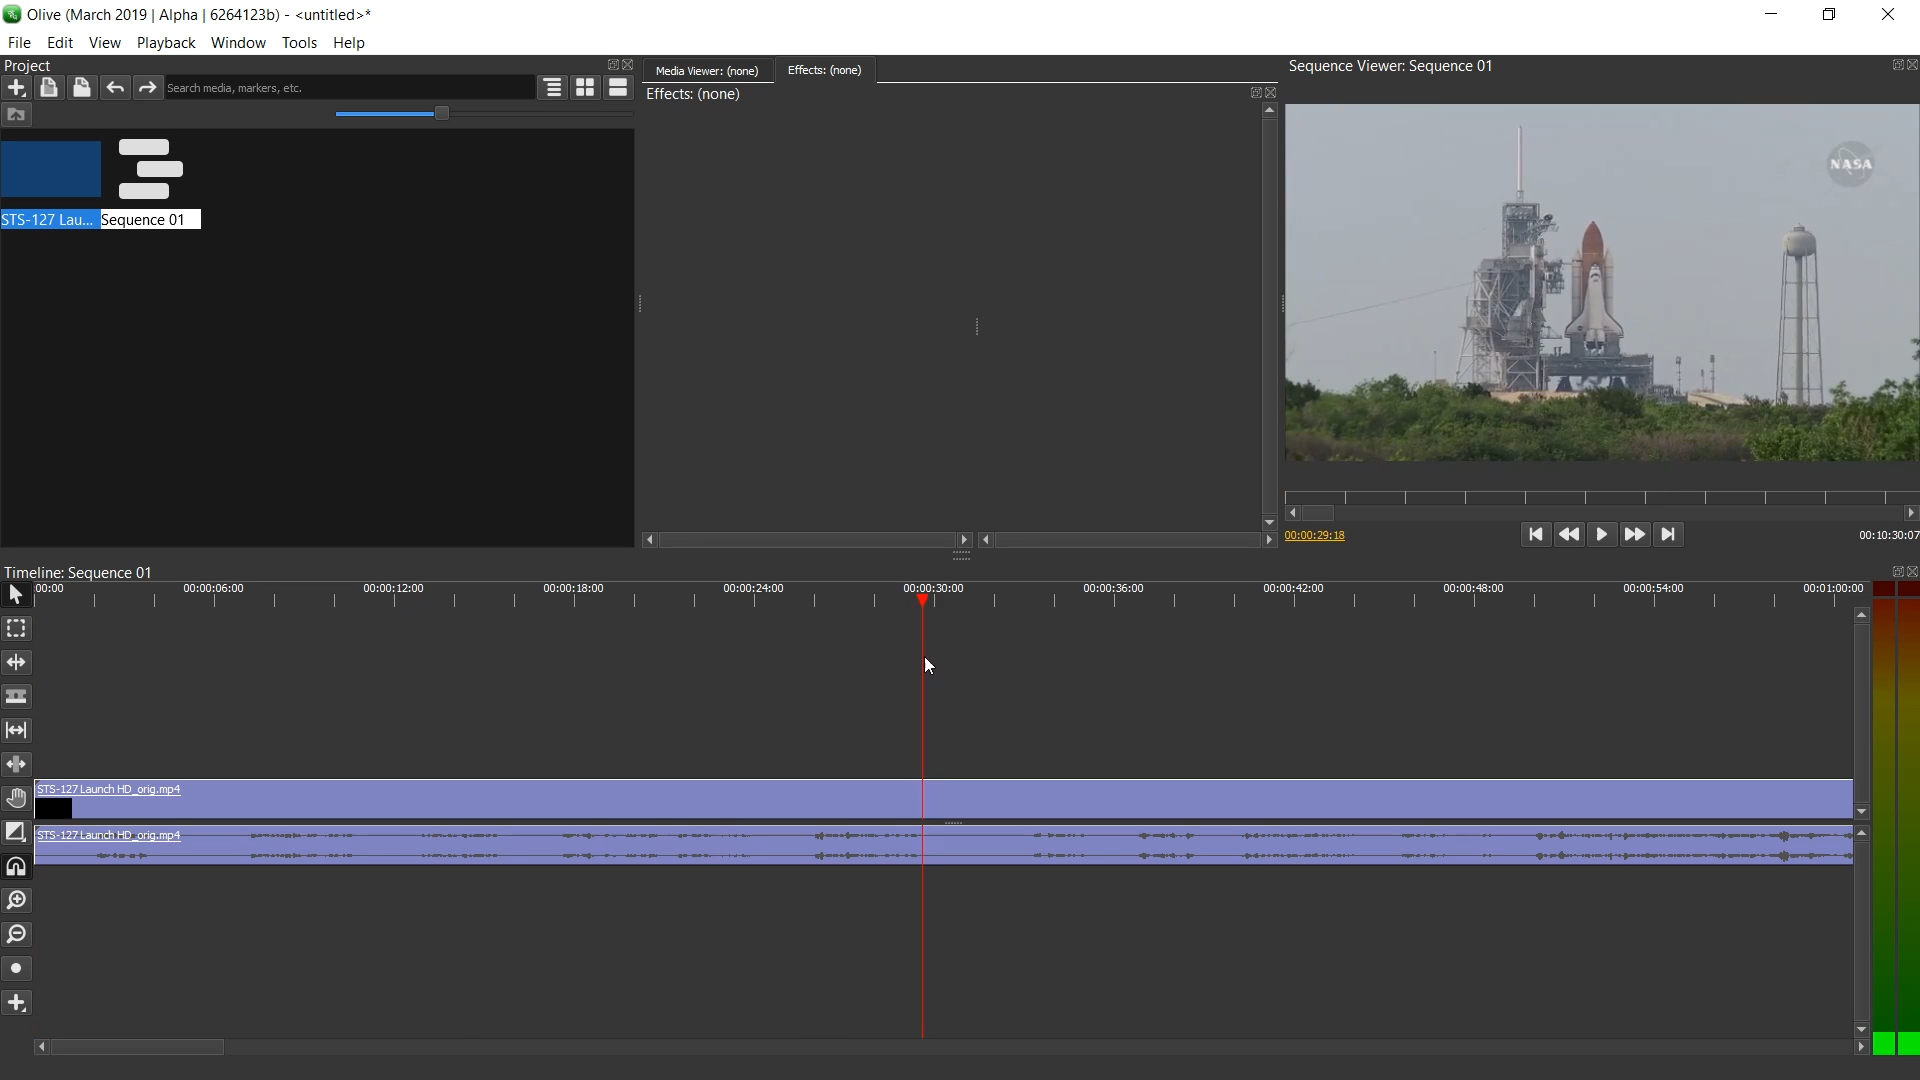 Olive (March 2019 | Alpha | 6264123b) - <untitled>*
File Edit View Playback Window Tools Help
Project
Search media, markers, etc.
STS-127 Lau...
Sequence 01
Media Viewer: (none)
Effects: (none)
Effects: (none)
Sequence Viewer: Sequence 01
NASA
00:00:29:18
00:10:30:07
Timeline: Sequence 01
00:00 00:00:06:00 00:00:12:00 00:00:18:00 00:00:24:00 00:00:30:00 00:00:36:00 00:00:42:00 00:00:48:00 00:00:54:00 00:01:00:00
STS-127 Launch HD_orig.mp4
STS-127 Launch HD_orig.mp4